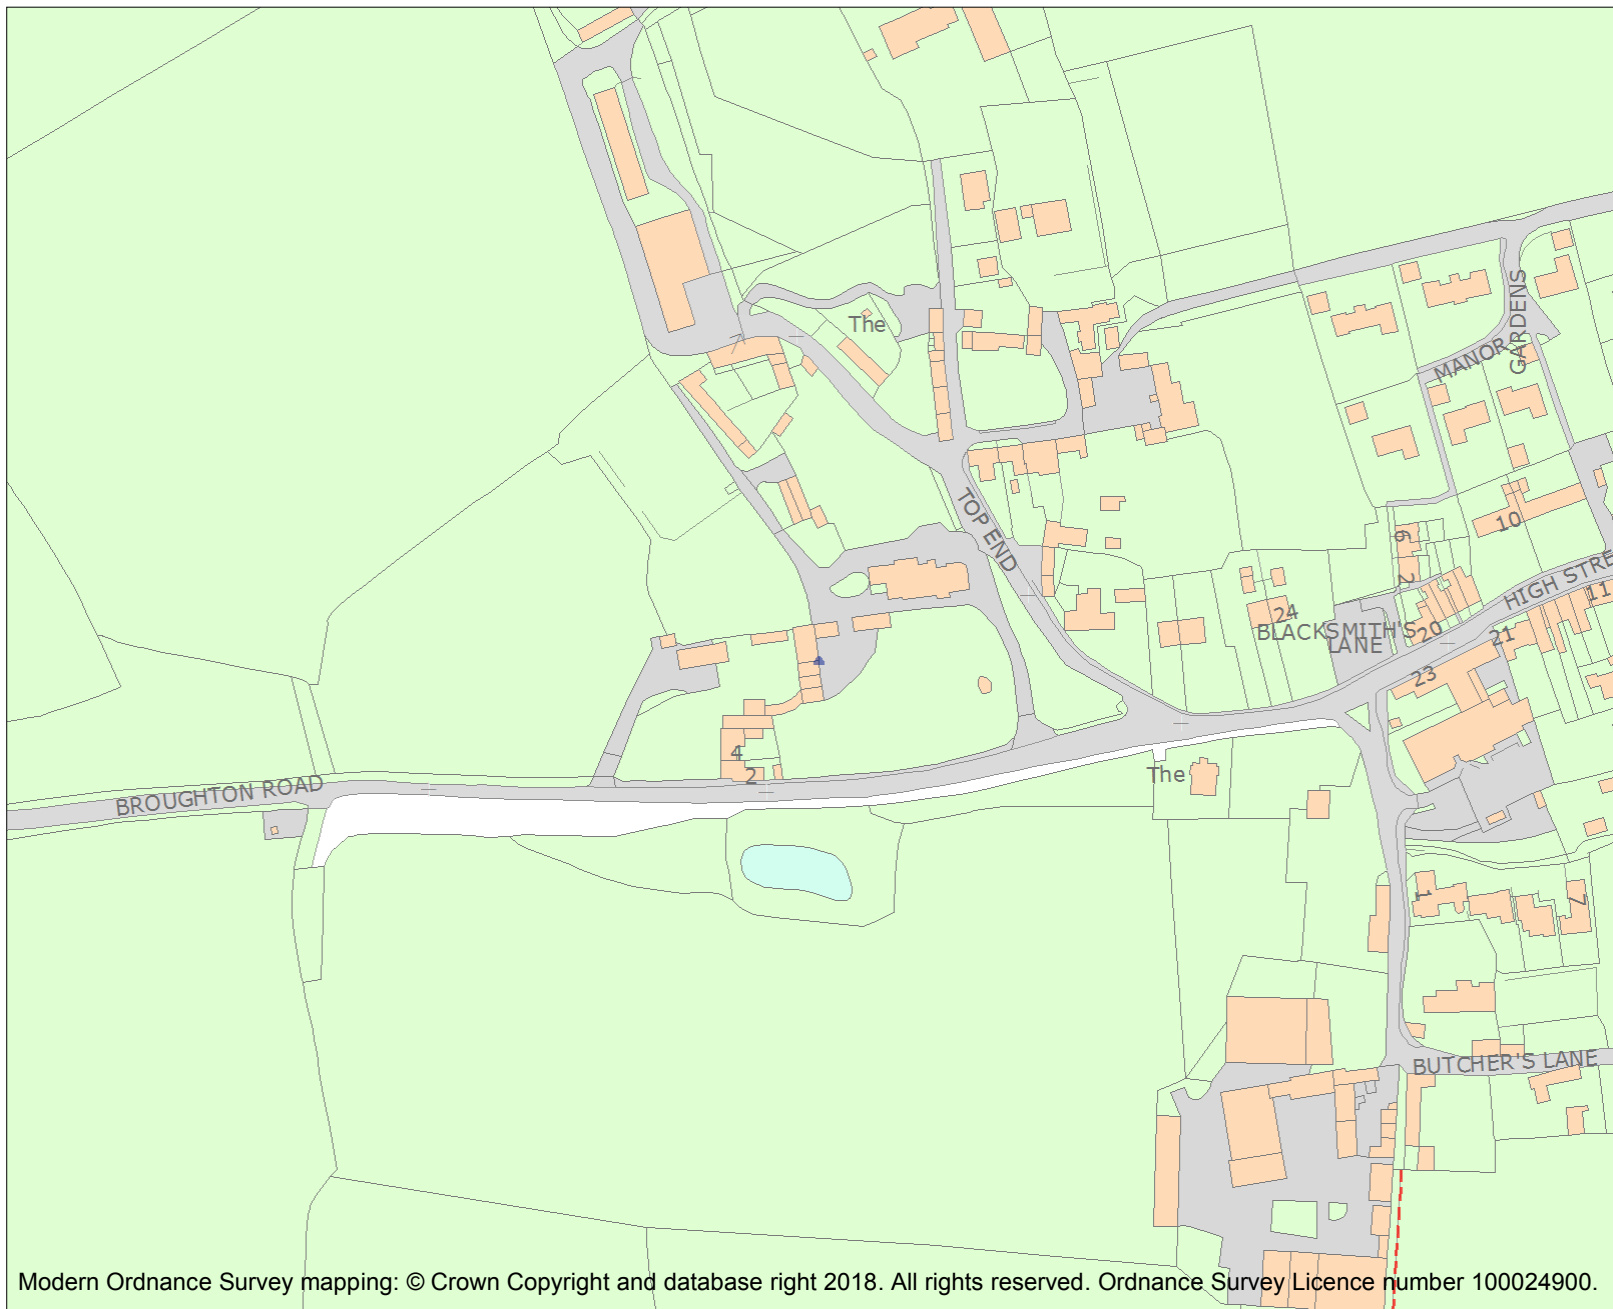 The
MANOR
GARDENS
TOP END
10
6
2
HIGH STRE
11
24
BLACKSMITH'S
LANE
20
21
23
4
2
The
BROUGHTON ROAD
1
7
BUTCHER'S LANE
Modern Ordnance Survey mapping: © Crown Copyright and database right 2018. All rights reserved. Ordnance Survey Licence number 100024900.